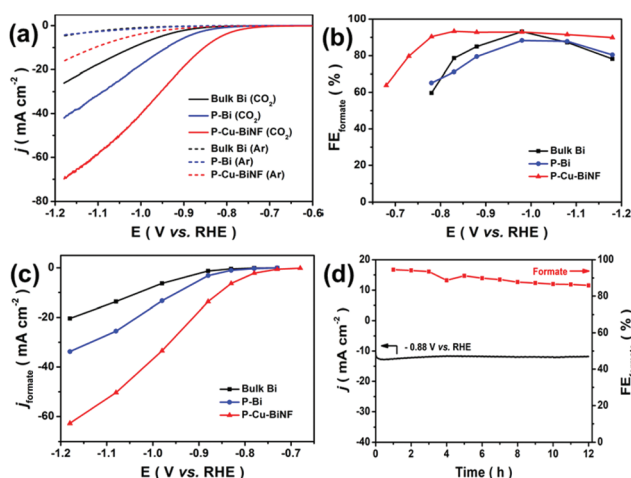 (a)
0
-20
-40
-60
-80
j (mA cm⁻²)
Bulk Bi (CO₂)
P-Bi (CO₂)
P-Cu-BiNF (CO₂)
Bulk Bi (Ar)
P-Bi (Ar)
P-Cu-BiNF (Ar)
-1.2 -1.1 -1.0 -0.9 -0.8 -0.7 -0.6
E ( V vs. RHE )
(b)
100
80
60
40
20
0
FEformate ( % )
Bulk Bi
P-Bi
P-Cu-BiNF
-0.7 -0.8 -0.9 -1 -1.1 -1.2
E ( V vs. RHE )
(c)
0
-20
-40
-60
jformate ( mA cm⁻²)
Bulk Bi
P-Bi
P-Cu-BiNF
-1.2 -1.1 -1.0 -0.9 -0.8 -0.7
E ( V vs. RHE )
(d)
20
15
10
5
0
-5
-10
-15
-20
-25
-30
-35
-40
j ( mA cm⁻²)
Formate
- 0.88 V vs. RHE
100
80
60
40
20
0
( % )
0 2 4 6 8 10 12
Time ( h )